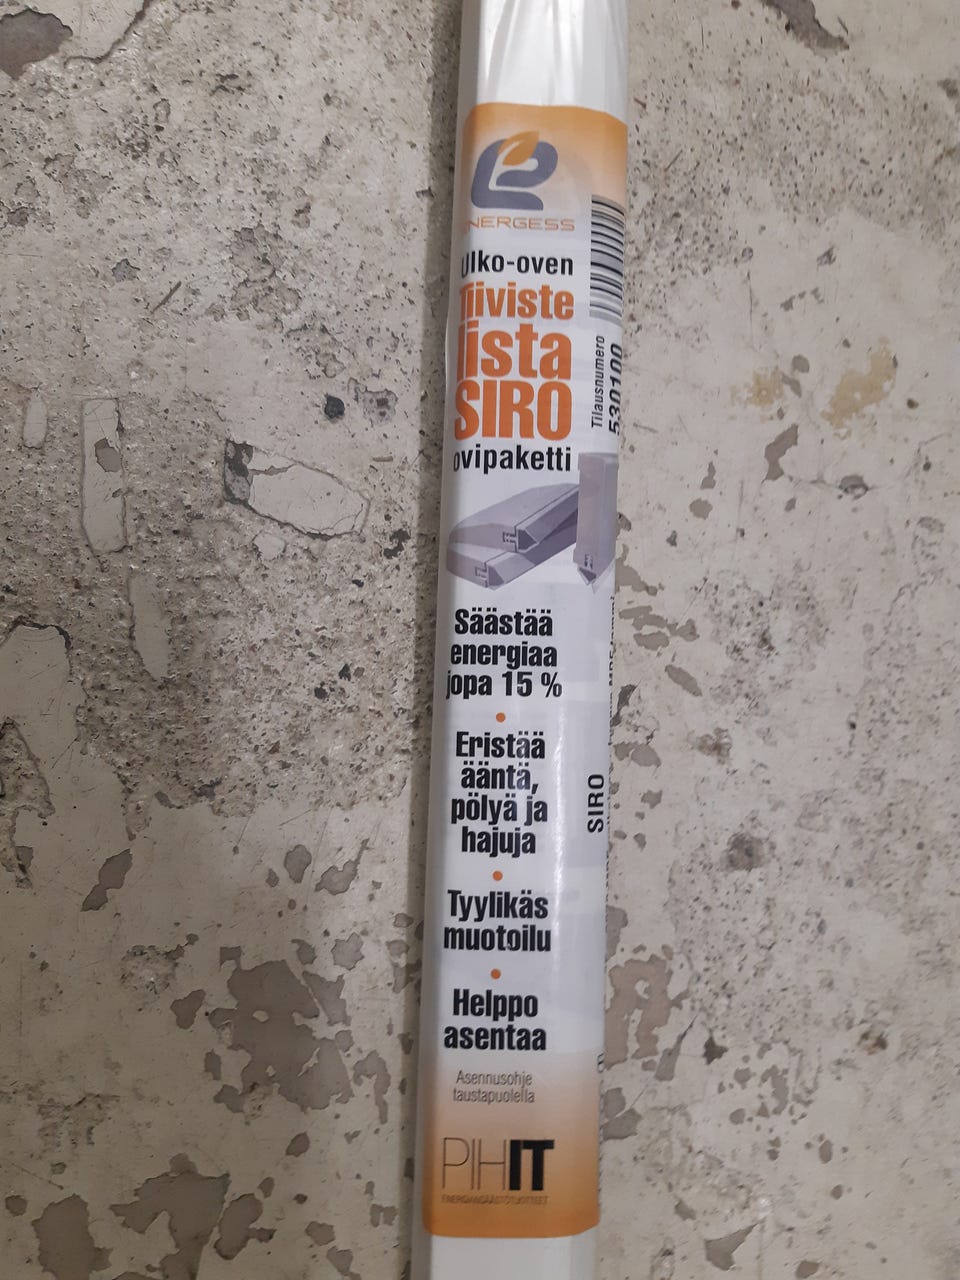 ENERGESS
Ulko-oven
Tiiviste
lista
SIRO
ovipaketti
Säästää
energiaa
jopa 15 %
Eristää
ääntä,
pölyä ja
hajuja
Tyylikäs
muotoilu
Helppo
asentaa
Asennusohje
taustapuolella
PIHIT
ENERGIANSÄÄSTÖTUOTTEET
Tilausnumero
530100
SIRO